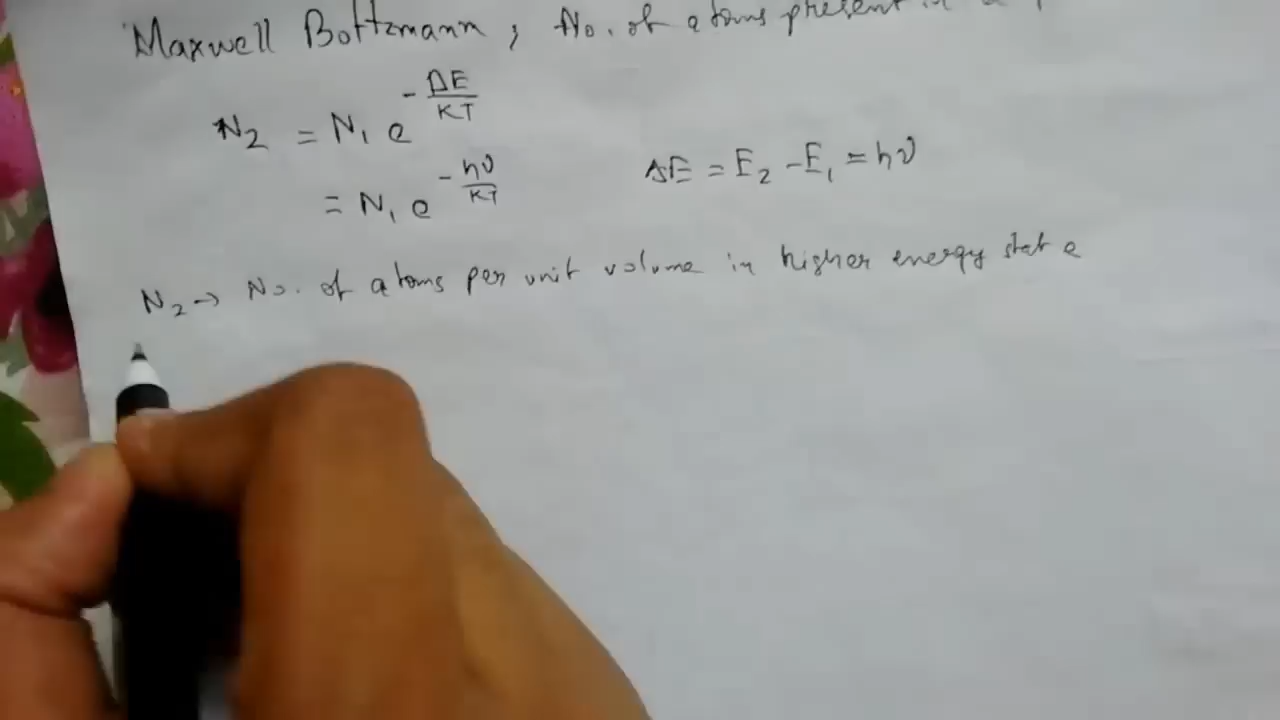 Maxwell Boltzmann, No. of atoms present
N₂ = N₁ e^(-ΔE/KT)
= N₁ e^(-hν/KT)
ΔE = E₂ - E₁ = hν
N₂ → No. of atoms per unit volume in higher energy state